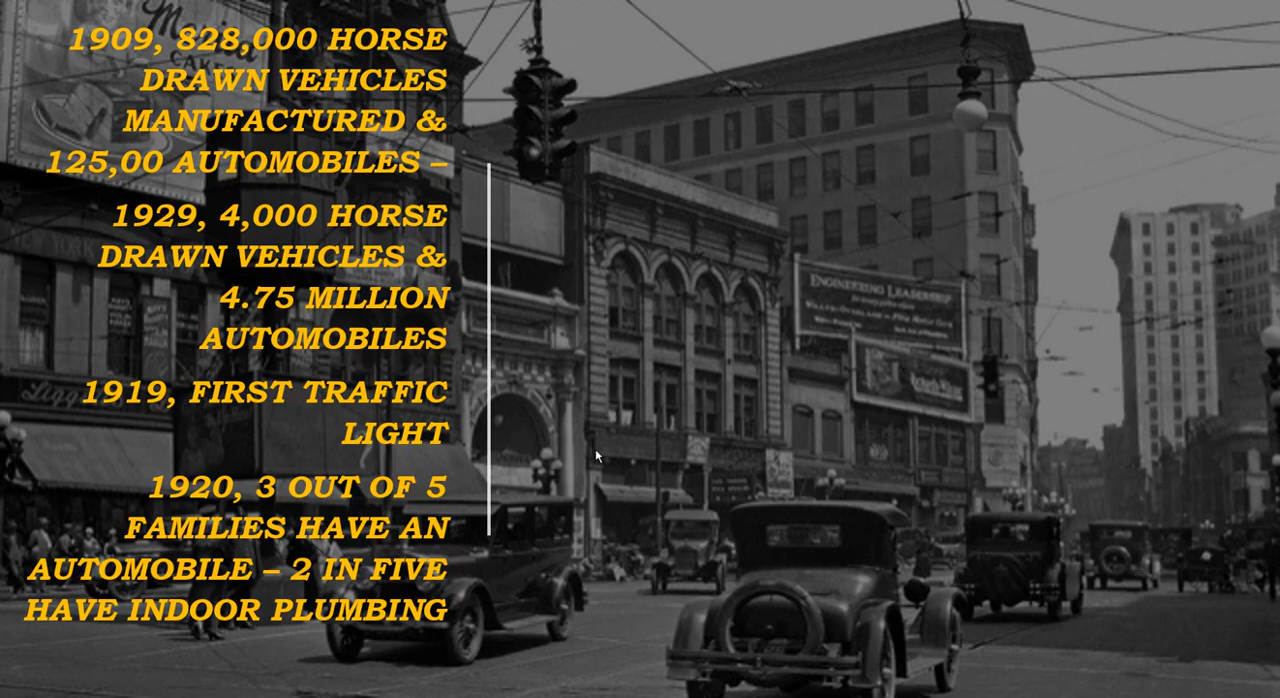 1909, 828,000 HORSE
DRAWN VEHICLES
MANUFACTURED &
125,00 AUTOMOBILES –
1929, 4,000 HORSE
DRAWN VEHICLES &
4.75 MILLION
AUTOMOBILES
1919, FIRST TRAFFIC
LIGHT
1920, 3 OUT OF 5
FAMILIES HAVE AN
AUTOMOBILE – 2 IN FIVE
HAVE INDOOR PLUMBING
ENGINEERING LEADERSHIP